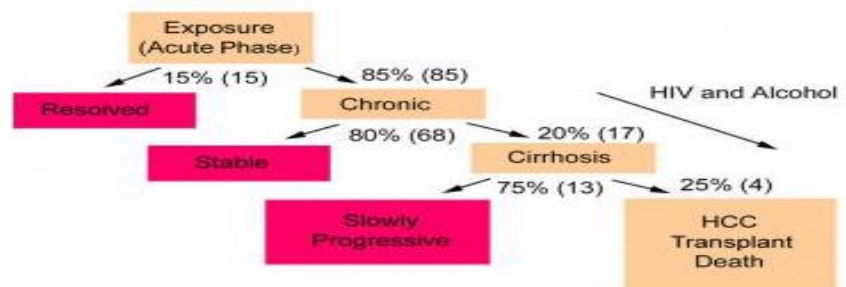 Exposure
(Acute Phase)
15% (15)
85% (85)
Resolved
Chronic
HIV and Alcohol
80% (68)
20% (17)
Stable
Cirrhosis
75% (13)
25% (4)
Slowly
Progressive
HCC
Transplant
Death